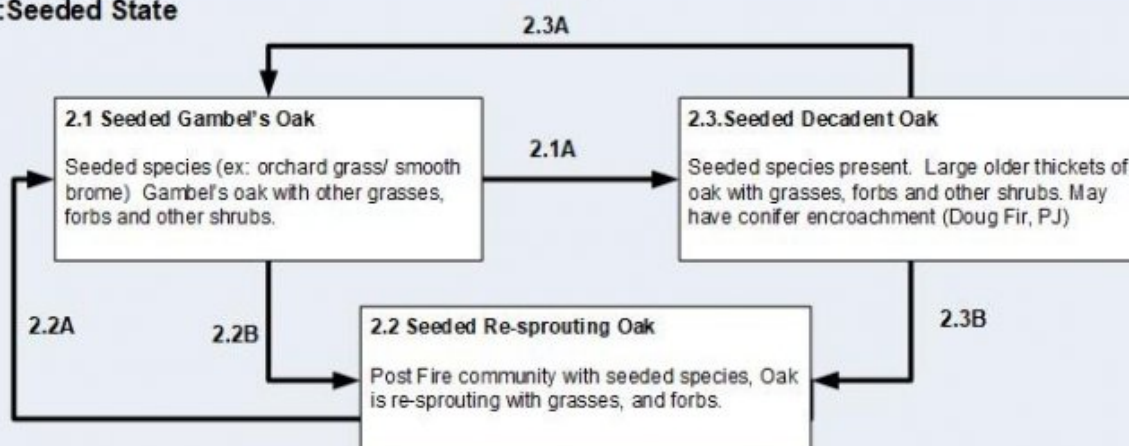 :Seeded State
2.3A
2.1 Seeded Gambel's Oak
Seeded species (ex: orchard grass/ smooth
brome) Gambel's oak with other grasses,
forbs and other shrubs.
2.1A
2.3.Seeded Decadent Oak
Seeded species present. Large older thickets of
oak with grasses, forbs and other shrubs. May
have conifer encroachment (Doug Fir, PJ)
2.2A
2.2B
2.2 Seeded Re-sprouting Oak
Post Fire community with seeded species, Oak
is re-sprouting with grasses, and forbs.
2.3B